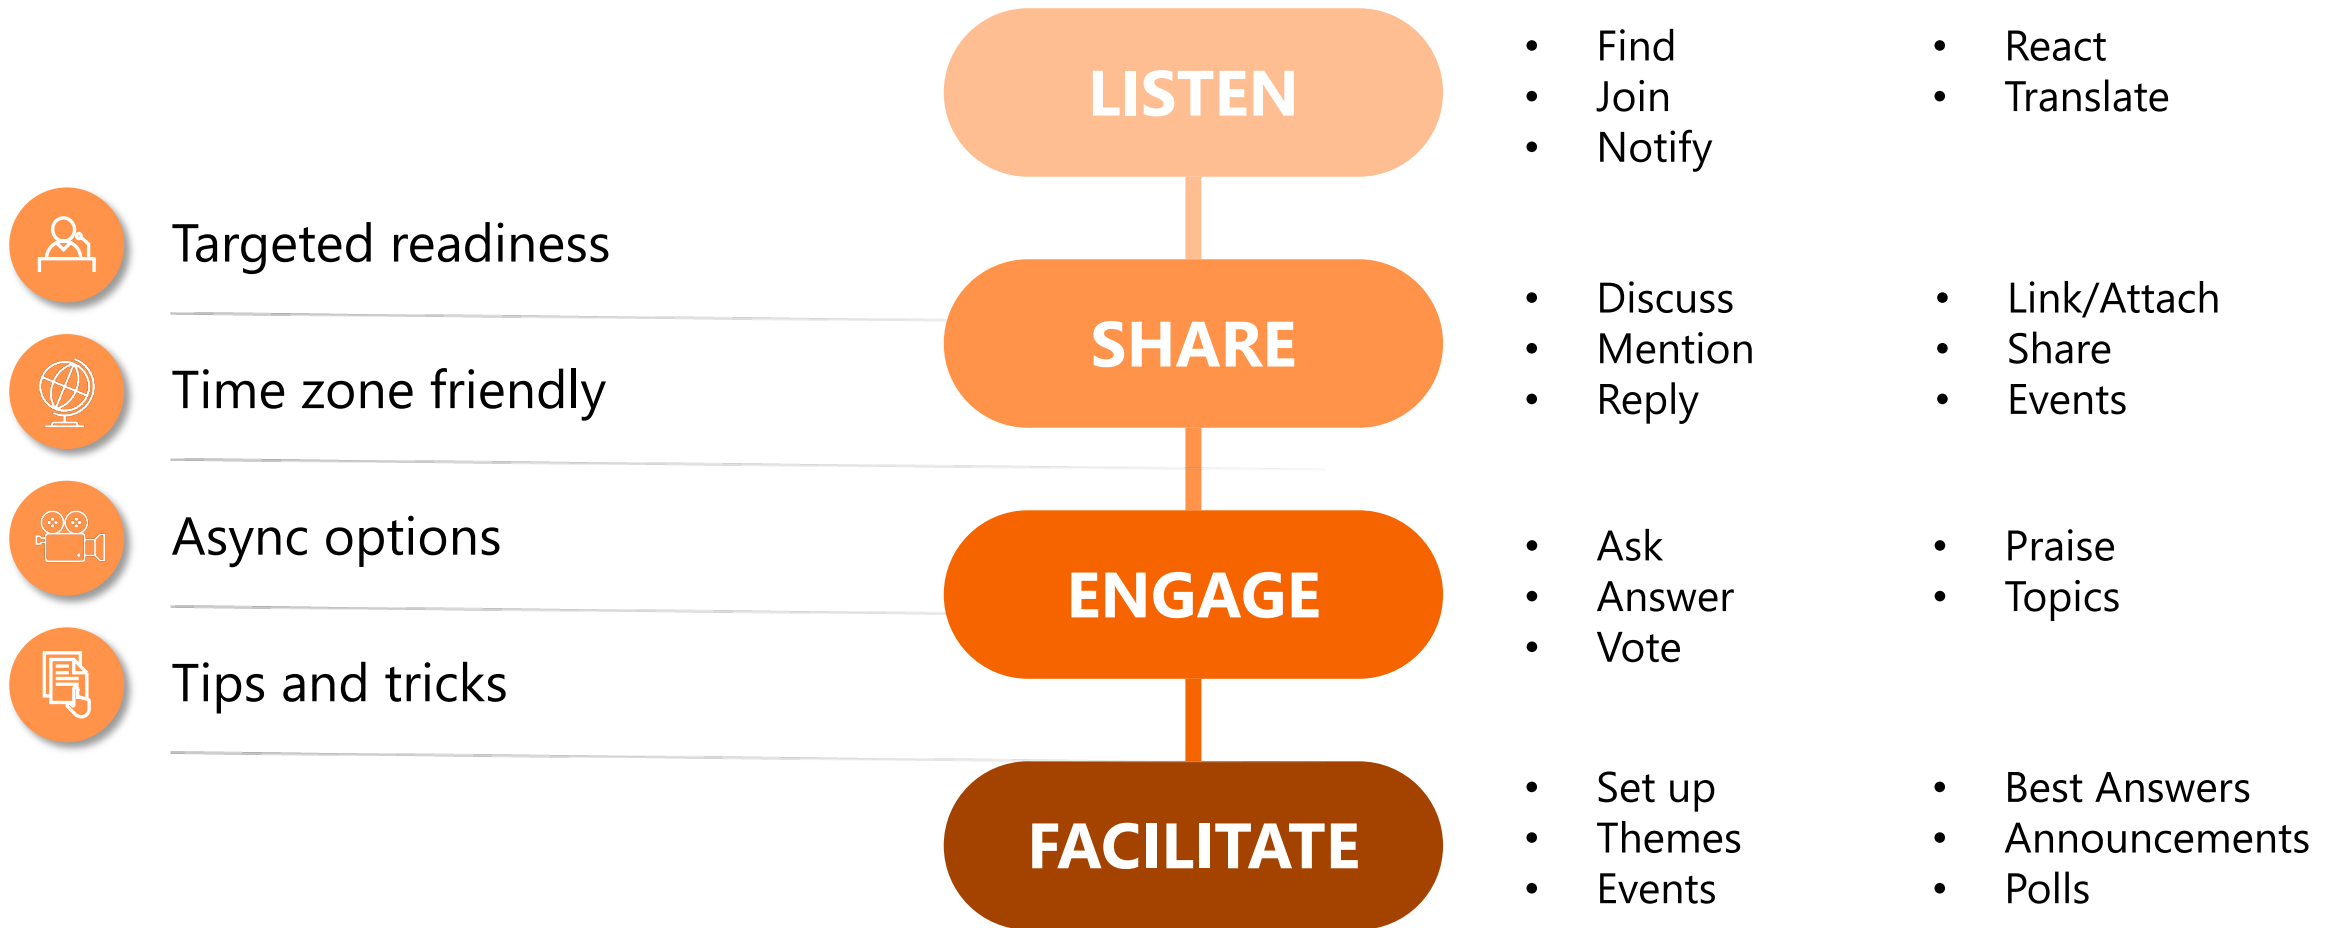 Targeted readiness
Time zone friendly
Async options
Tips and tricks
LISTEN
• Find
• Join
• Notify
• React
• Translate
SHARE
• Discuss
• Mention
• Reply
• Link/Attach
• Share
• Events
ENGAGE
• Ask
• Answer
• Vote
• Praise
• Topics
FACILITATE
• Set up
• Themes
• Events
• Best Answers
• Announcements
• Polls